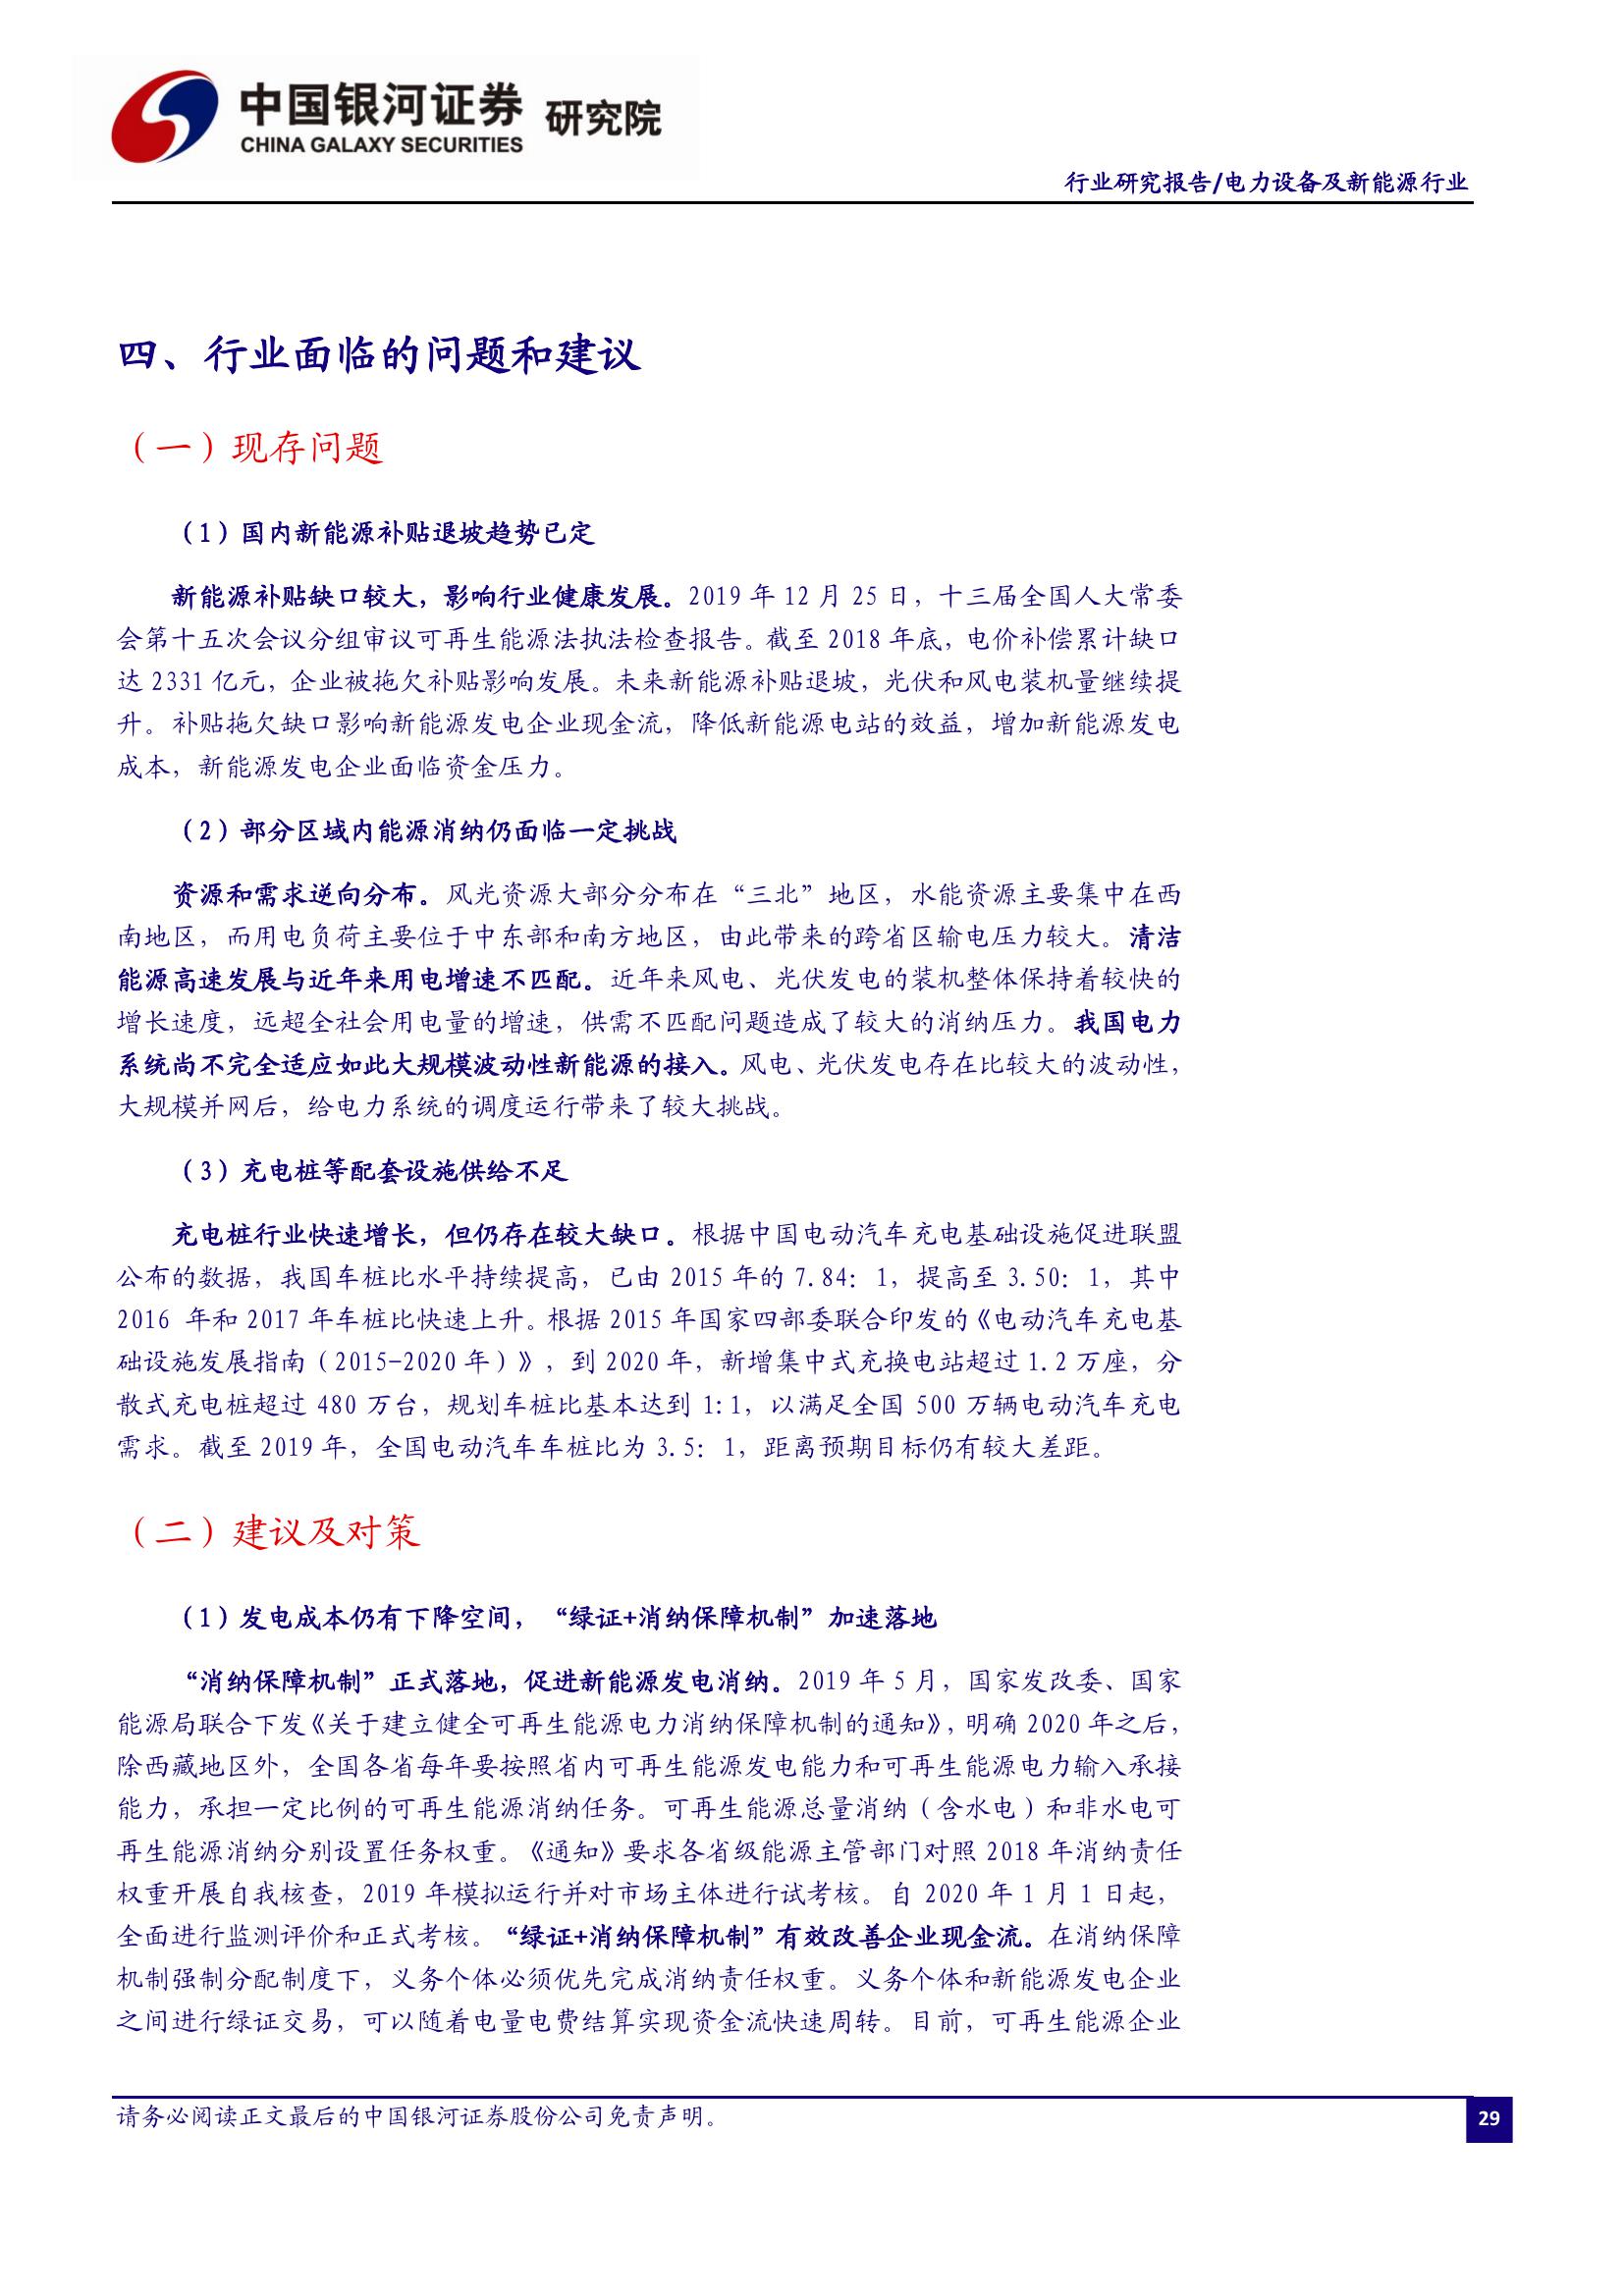 中国银河证券 研究院
CHINA GALAXY SECURITIES
行业研究报告/电力设备及新能源行业
四、行业面临的问题和建议
（一）现存问题
（1）国内新能源补贴退坡趋势已定
新能源补贴缺口较大，影响行业健康发展。2019 年 12 月 25 日，十三届全国人大常委
会第十五次会议分组审议可再生能源法执法检查报告。截至 2018 年底，电价补偿累计缺口
达 2331 亿元，企业被拖欠补贴影响发展。未来新能源补贴退坡，光伏和风电装机量继续提
升。补贴拖欠缺口影响新能源发电企业现金流，降低新能源电站的效益，增加新能源发电
成本，新能源发电企业面临资金压力。
（2）部分区域内能源消纳仍面临一定挑战
资源和需求逆向分布。风光资源大部分分布在“三北”地区，水能资源主要集中在西
南地区，而用电负荷主要位于中东部和南方地区，由此带来的跨省区输电压力较大。清洁
能源高速发展与近年来用电增速不匹配。近年来风电、光伏发电的装机整体保持着较快的
增长速度，远超全社会用电量的增速，供需不匹配问题造成了较大的消纳压力。我国电力
系统尚不完全适应如此大规模波动性新能源的接入。风电、光伏发电存在比较大的波动性，
大规模并网后，给电力系统的调度运行带来了较大挑战。
（3）充电桩等配套设施供给不足
充电桩行业快速增长，但仍存在较大缺口。根据中国电动汽车充电基础设施促进联盟
公布的数据，我国车桩比水平持续提高，已由 2015 年的 7.84：1，提高至 3.50：1，其中
2016 年和 2017 年车桩比快速上升。根据 2015 年国家四部委联合印发的《电动汽车充电基
础设施发展指南（2015-2020 年）》，到 2020 年，新增集中式充换电站超过 1.2 万座，分
散式充电桩超过 480 万台，规划车桩比基本达到 1:1，以满足全国 500 万辆电动汽车充电
需求。截至 2019 年，全国电动汽车车桩比为 3.5：1，距离预期目标仍有较大差距。
（二）建议及对策
（1）发电成本仍有下降空间，“绿证+消纳保障机制”加速落地
“消纳保障机制”正式落地，促进新能源发电消纳。2019 年 5 月，国家发改委、国家
能源局联合下发《关于建立健全可再生能源电力消纳保障机制的通知》，明确 2020 年之后，
除西藏地区外，全国各省每年要按照省内可再生能源发电能力和可再生能源电力输入承接
能力，承担一定比例的可再生能源消纳任务。可再生能源总量消纳（含水电）和非水电可
再生能源消纳分别设置任务权重。《通知》要求各省级能源主管部门对照 2018 年消纳责任
权重开展自我核查，2019 年模拟运行并对市场主体进行试考核。自 2020 年 1 月 1 日起，
全面进行监测评价和正式考核。“绿证+消纳保障机制”有效改善企业现金流。在消纳保障
机制强制分配制度下，义务个体必须优先完成消纳责任权重。义务个体和新能源发电企业
之间进行绿证交易，可以随着电量电费结算实现资金流快速周转。目前，可再生能源企业
请务必阅读正文最后的中国银河证券股份公司免责声明。
29